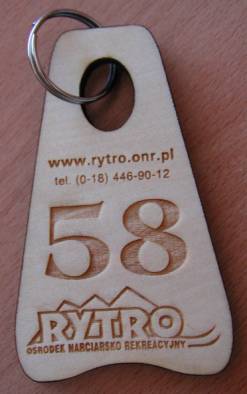 www.rytro.onr.pl
tel. (0-18) 446-90-12
58
RYTRO
OŚRODEK NARCIARSKO REKREACYJNY